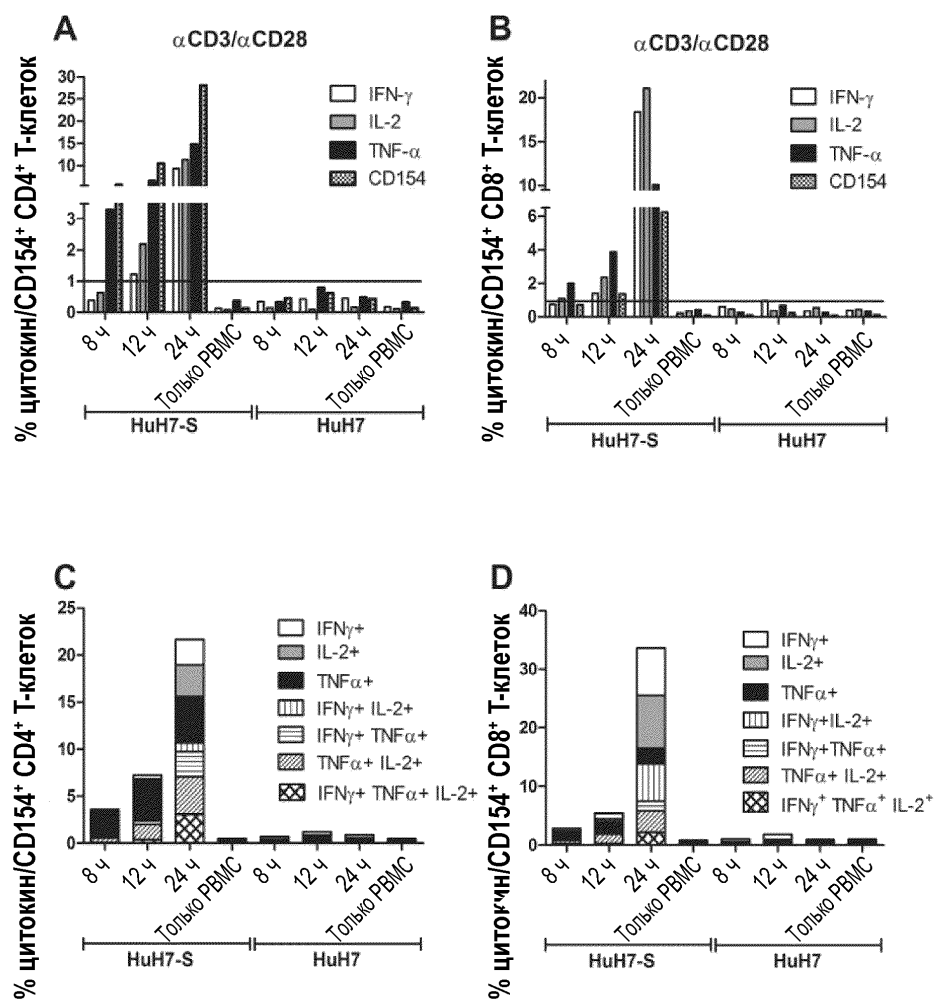 A
αCD3/αCD28
% цитокин/CD154⁺ CD4⁺ Т-клеток
30
25
20
15
10
3
2
1
0
IFN-γ
IL-2
TNF-α
CD154
8 ч
12 ч
24 ч
Только PBMC
8 ч
12 ч
24 ч
Только PBMC
HuH7-S
HuH7
B
αCD3/αCD28
% цитокин/CD154⁺ CD8⁺ Т-клеток
20
10
6
4
2
0
IFN-γ
IL-2
TNF-α
CD154
8 ч
12 ч
24 ч
Только PBMC
8 ч
12 ч
24 ч
Только PBMC
HuH7-S
HuH7
C
% цитокин/CD154⁺ CD4⁺ Т-клеток
25
20
15
10
5
0
IFNγ+
IL-2+
TNFα+
IFNγ+ IL-2+
IFNγ+ TNFα+
TNFα+ IL-2+
IFNγ+ TNFα+ IL-2+
8 ч
12 ч
24 ч
Только PBMC
8 ч
12 ч
24 ч
Только PBMC
HuH7-S
HuH7
D
% цитокин/CD154⁺ CD8⁺ Т-клеток
40
30
20
10
0
IFNγ+
IL-2+
TNFα+
IFNγ+IL-2+
IFNγ+TNFα+
TNFα+ IL-2+
IFNγ⁺ TNFα⁺ IL-2⁺
8 ч
12 ч
24 ч
Только PBMC
8 ч
12 ч
24 ч
Только PBMC
HuH7-S
HuH7